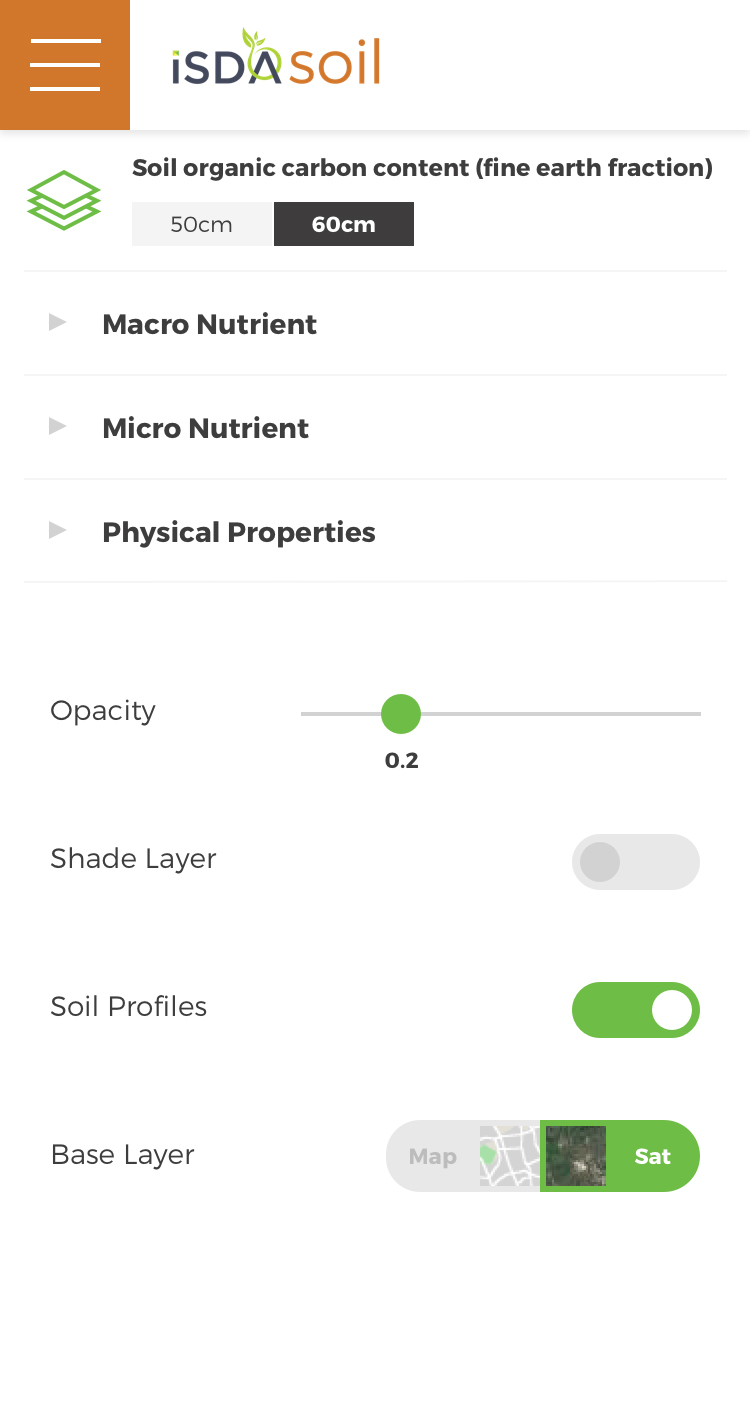 iSDAsoil
Soil organic carbon content (fine earth fraction)
50cm 60cm
Macro Nutrient
Micro Nutrient
Physical Properties
Opacity
0.2
Shade Layer
Soil Profiles
Base Layer Map Sat